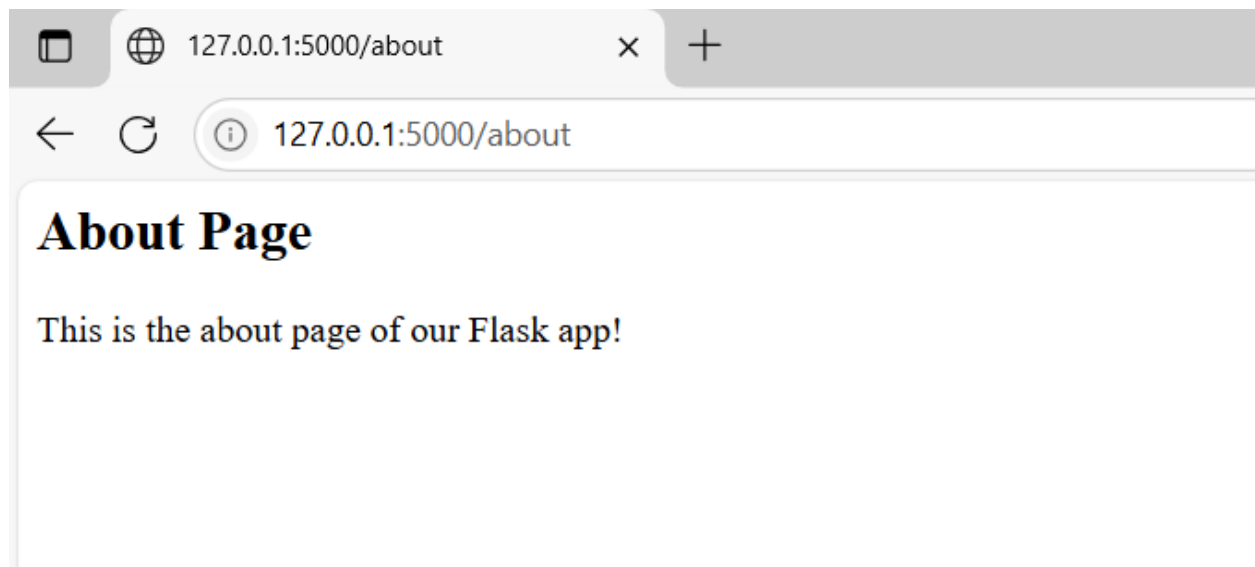 127.0.0.1:5000/about
127.0.0.1:5000/about
About Page
This is the about page of our Flask app!